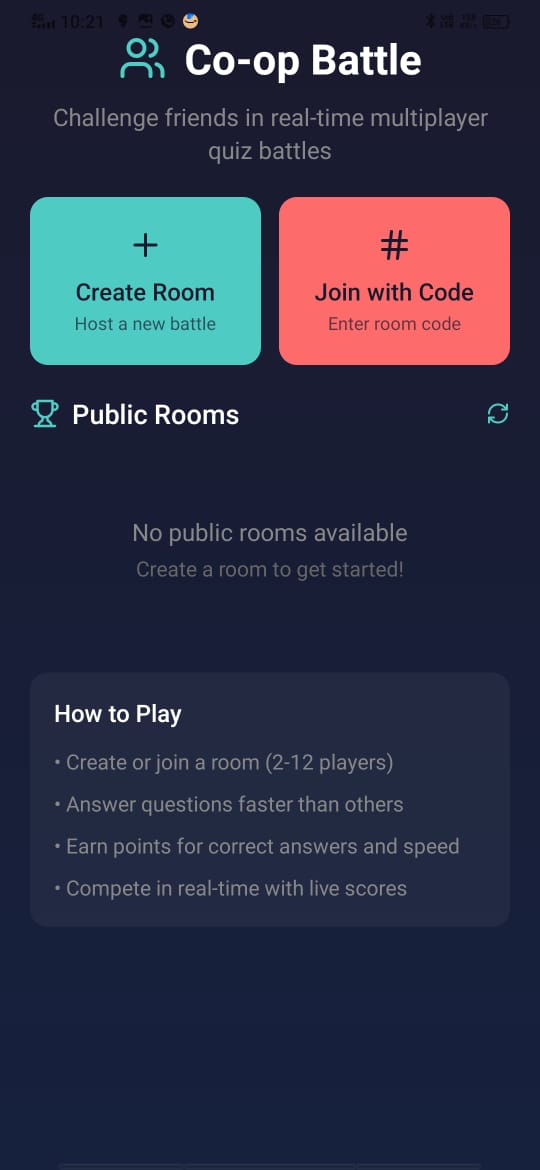 10:21
Co-op Battle
Challenge friends in real-time multiplayer
quiz battles
Create Room
Host a new battle
Join with Code
Enter room code
Public Rooms
No public rooms available
Create a room to get started!
How to Play
• Create or join a room (2-12 players)
• Answer questions faster than others
• Earn points for correct answers and speed
• Compete in real-time with live scores